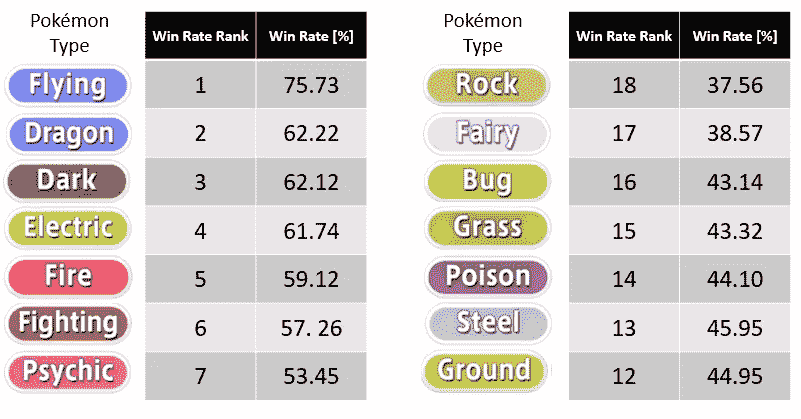 Pokémon Type Win Rate Rank Win Rate [%]
Flying 1 75.73
Dragon 2 62.22
Dark 3 62.12
Electric 4 61.74
Fire 5 59.12
Fighting 6 57. 26
Psychic 7 53.45
Pokémon Type Win Rate Rank Win Rate [%]
Rock 18 37.56
Fairy 17 38.57
Bug 16 43.14
Grass 15 43.32
Poison 14 44.10
Steel 13 45.95
Ground 12 44.95